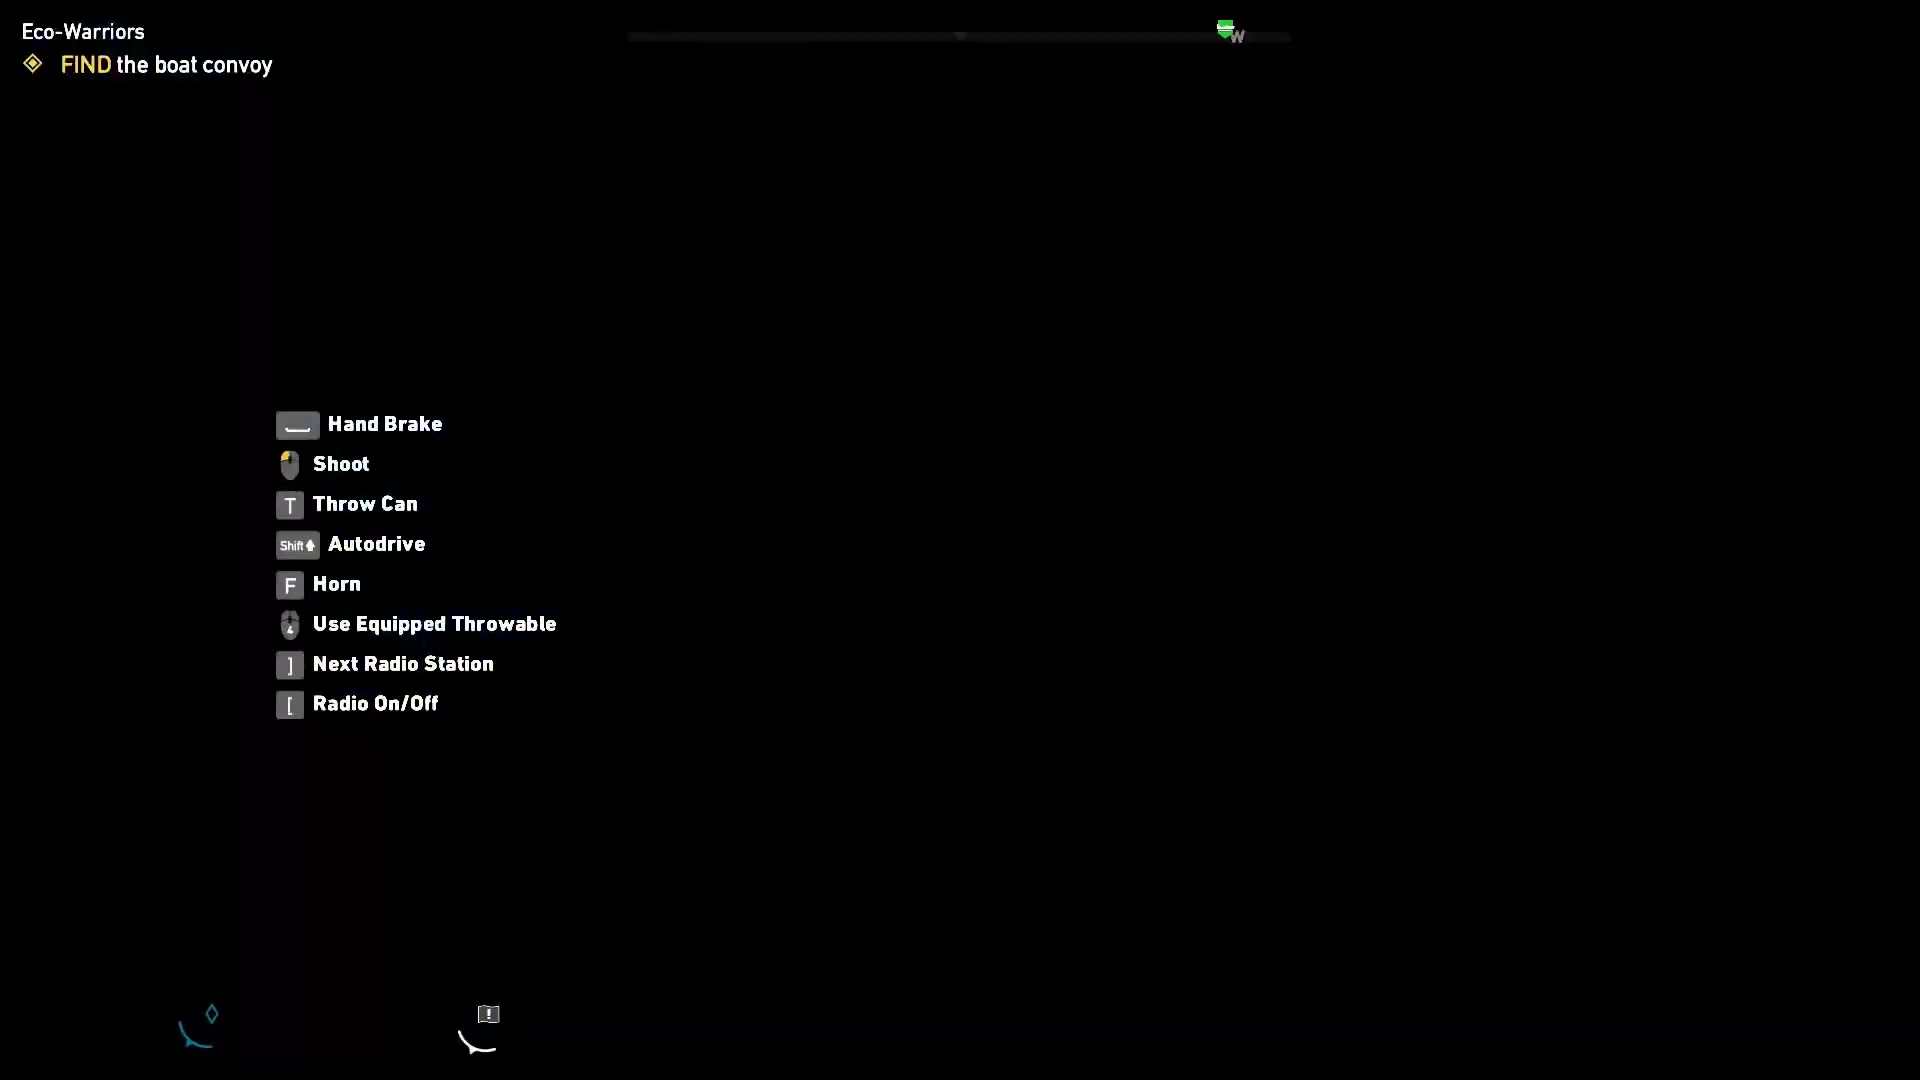 Eco-Warriors
FIND the boat convoy
W
Hand Brake
Shoot
T Throw Can
Shift Autodrive
F Horn
4 Use Equipped Throwable
] Next Radio Station
[ Radio On/Off
!